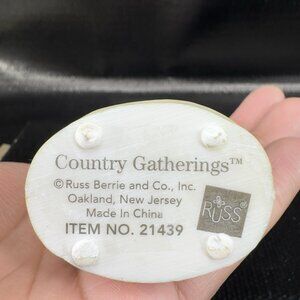 Country Gatherings™
©Russ Berrie and Co., Inc.
Oakland, New Jersey
Made In China
ITEM NO. 21439
RUSS